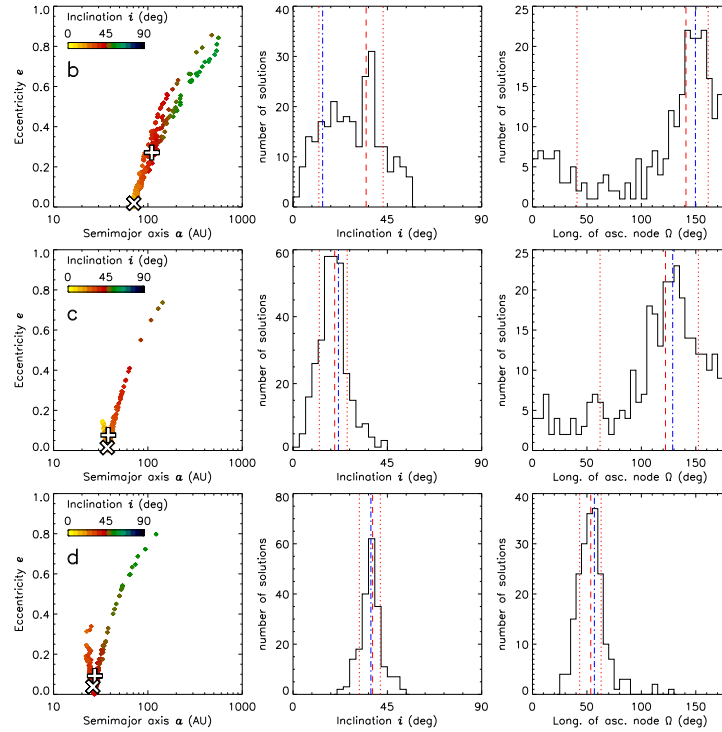 Inclination i (deg)
0 45 90
b
Eccentricity e
1.0
0.8
0.6
0.4
0.2
0.0
10 100 1000
Semimajor axis a (AU)
number of solutions
40
30
20
10
0
0 45 90
Inclination i (deg)
number of solutions
25
20
15
10
5
0
0 50 100 150
Long. of asc. node Ω (deg)
Inclination i (deg)
0 45 90
c
Eccentricity e
1.0
0.8
0.6
0.4
0.2
0.0
10 100 1000
Semimajor axis a (AU)
number of solutions
60
40
20
0
0 45 90
Inclination i (deg)
number of solutions
25
20
15
10
5
0
0 50 100 150
Long. of asc. node Ω (deg)
Inclination i (deg)
0 45 90
d
Eccentricity e
1.0
0.8
0.6
0.4
0.2
0.0
10 100 1000
Semimajor axis a (AU)
number of solutions
80
60
40
20
0
0 45 90
Inclination i (deg)
number of solutions
40
30
20
10
0
0 50 100 150
Long. of asc. node Ω (deg)